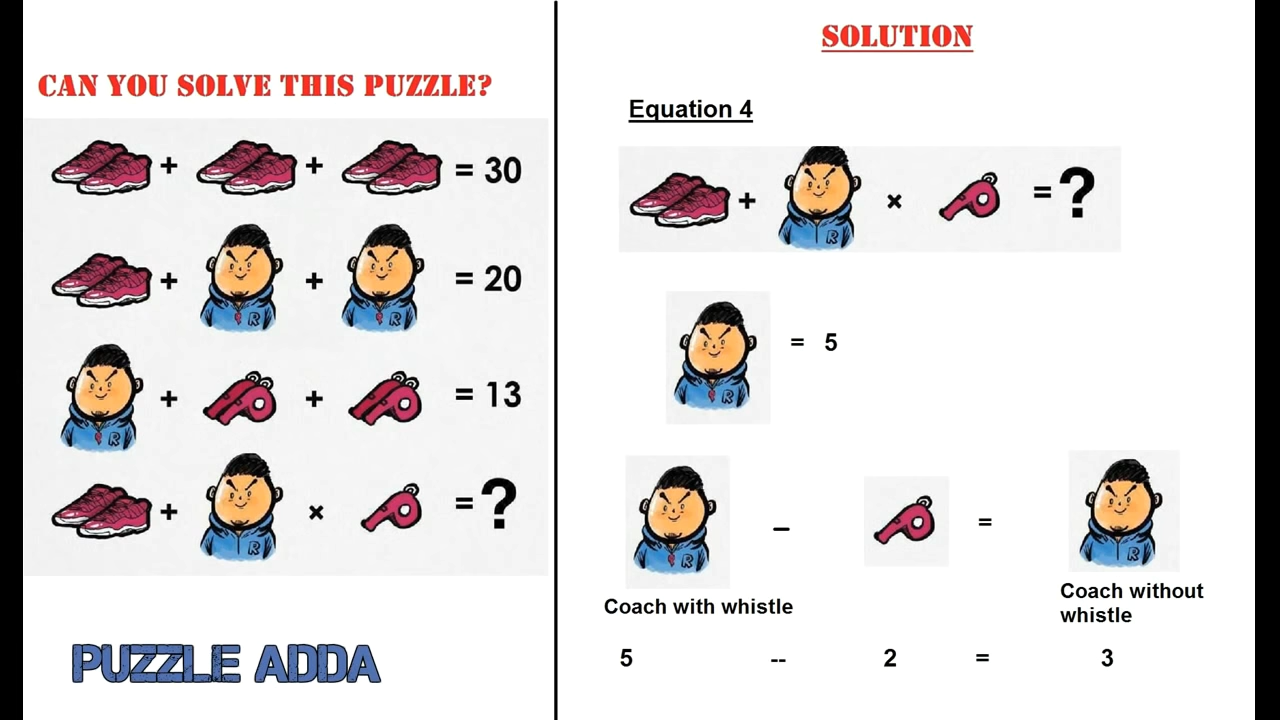 CAN YOU SOLVE THIS PUZZLE?
+ + = 30
+ + = 20
R R
+ + = 13
R
+ × = ?
R
PUZZLE ADDA
SOLUTION
Equation 4
+ × = ?
R
= 5
R
– =
R R
Coach with whistle
Coach without
whistle
5 -- 2 = 3